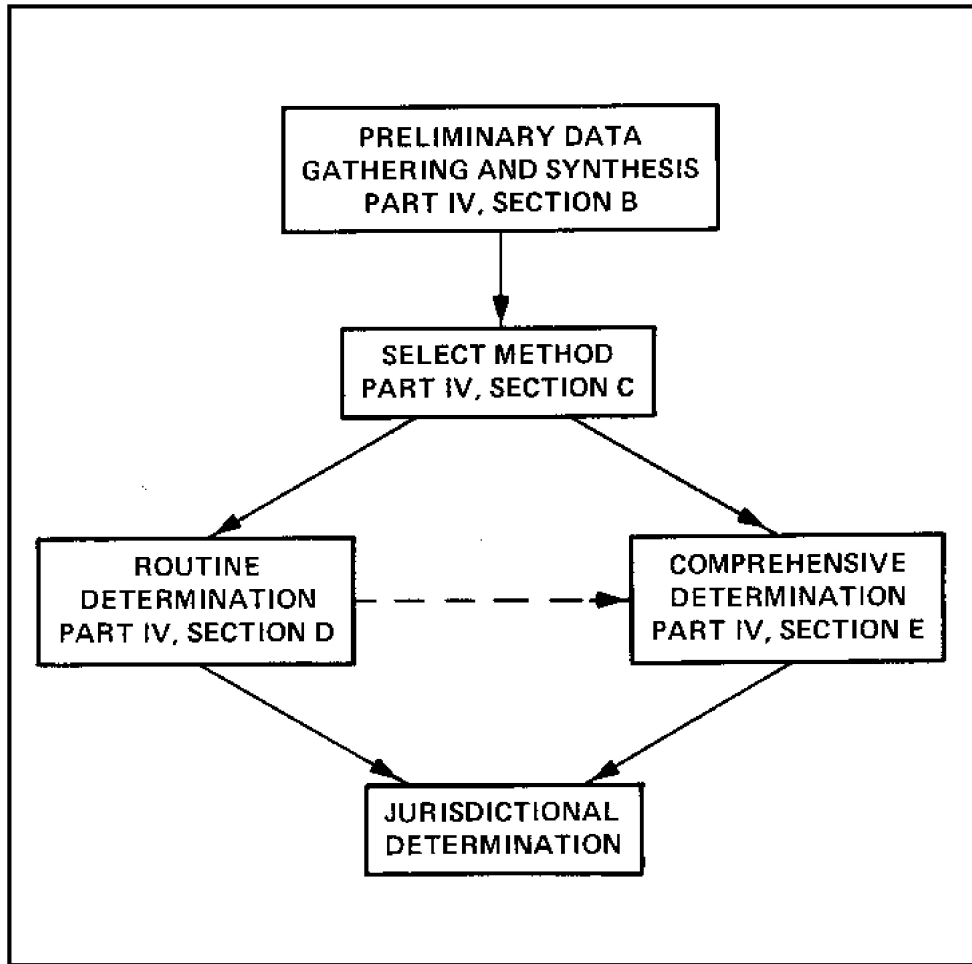 PRELIMINARY DATA
GATHERING AND SYNTHESIS
PART IV, SECTION B
SELECT METHOD
PART IV, SECTION C
ROUTINE
DETERMINATION
PART IV, SECTION D
COMPREHENSIVE
DETERMINATION
PART IV, SECTION E
JURISDICTIONAL
DETERMINATION